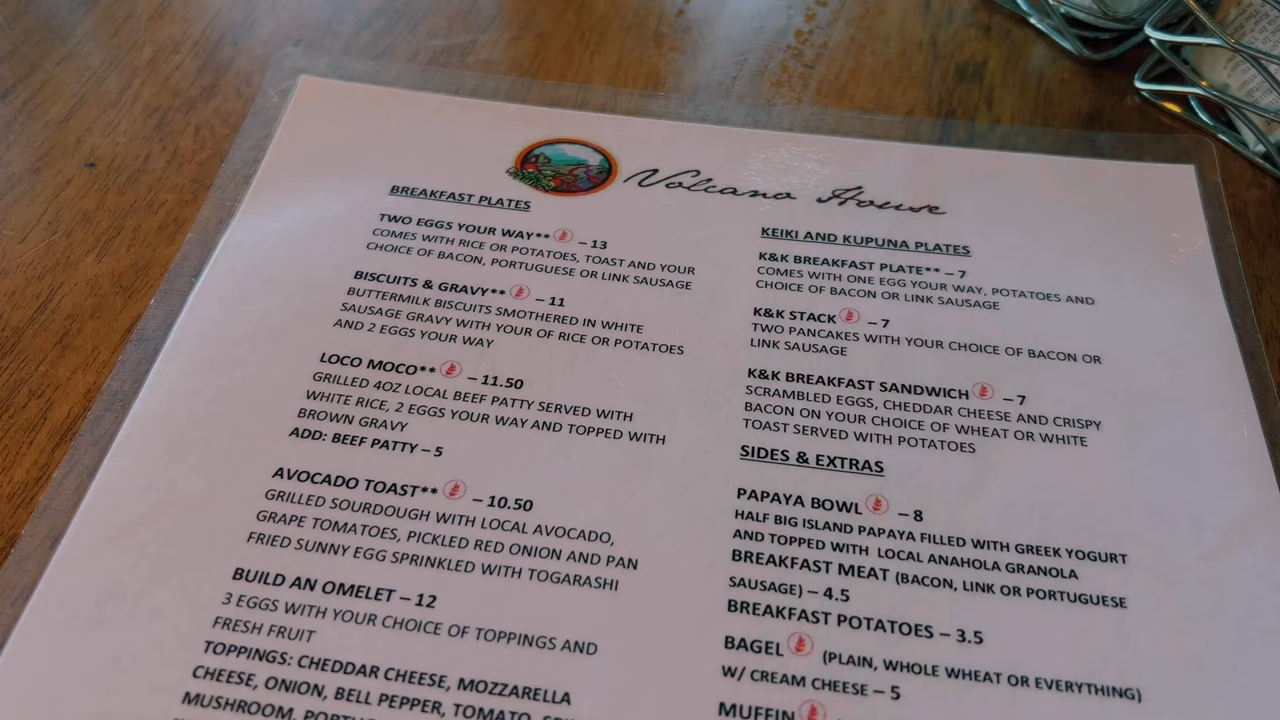 Volcano House
BREAKFAST PLATES
TWO EGGS YOUR WAY** – 13
COMES WITH RICE OR POTATOES, TOAST AND YOUR
CHOICE OF BACON, PORTUGUESE OR LINK SAUSAGE
BISCUITS & GRAVY** – 11
BUTTERMILK BISCUITS SMOTHERED IN WHITE
SAUSAGE GRAVY WITH YOUR OF RICE OR POTATOES
AND 2 EGGS YOUR WAY
LOCO MOCO** – 11.50
GRILLED 4OZ LOCAL BEEF PATTY SERVED WITH
WHITE RICE, 2 EGGS YOUR WAY AND TOPPED WITH
BROWN GRAVY
ADD: BEEF PATTY – 5
AVOCADO TOAST** – 10.50
GRILLED SOURDOUGH WITH LOCAL AVOCADO,
GRAPE TOMATOES, PICKLED RED ONION AND PAN
FRIED SUNNY EGG SPRINKLED WITH TOGARASHI
BUILD AN OMELET – 12
3 EGGS WITH YOUR CHOICE OF TOPPINGS AND
FRESH FRUIT
TOPPINGS: CHEDDAR CHEESE, MOZZARELLA
CHEESE, ONION, BELL PEPPER, TOMATO,
MUSHROOM,
KEIKI AND KUPUNA PLATES
K&K BREAKFAST PLATE** – 7
COMES WITH ONE EGG YOUR WAY, POTATOES AND
CHOICE OF BACON OR LINK SAUSAGE
K&K STACK – 7
TWO PANCAKES WITH YOUR CHOICE OF BACON OR
LINK SAUSAGE
K&K BREAKFAST SANDWICH – 7
SCRAMBLED EGGS, CHEDDAR CHEESE AND CRISPY
BACON ON YOUR CHOICE OF WHEAT OR WHITE
TOAST SERVED WITH POTATOES
SIDES & EXTRAS
PAPAYA BOWL – 8
HALF BIG ISLAND PAPAYA FILLED WITH GREEK YOGURT
AND TOPPED WITH LOCAL ANAHOLA GRANOLA
BREAKFAST MEAT (BACON, LINK OR PORTUGUESE
SAUSAGE) – 4.5
BREAKFAST POTATOES – 3.5
BAGEL (PLAIN, WHOLE WHEAT OR EVERYTHING)
W/ CREAM CHEESE – 5
MUFFIN